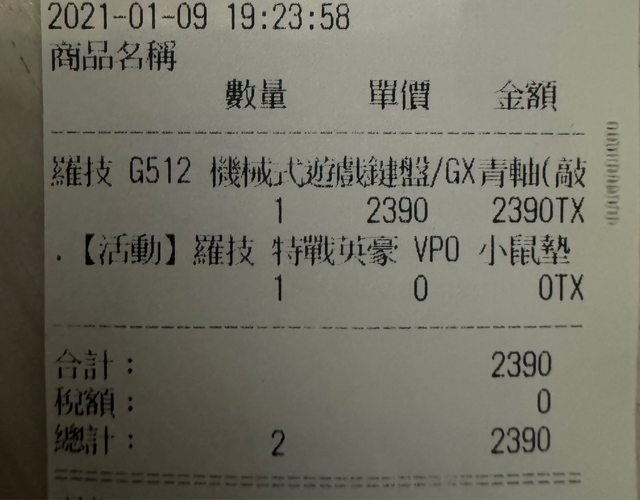 2021-01-09 19:23:58
商品名稱
數量 單價 金額
羅技 G512 機械式遊戲鍵盤/GX青軸(敲
1 2390 2390TX
.【活動】羅技 特戰英豪 VPO 小鼠墊
1 0 0TX
合計: 2390
稅額: 0
總計: 2 2390